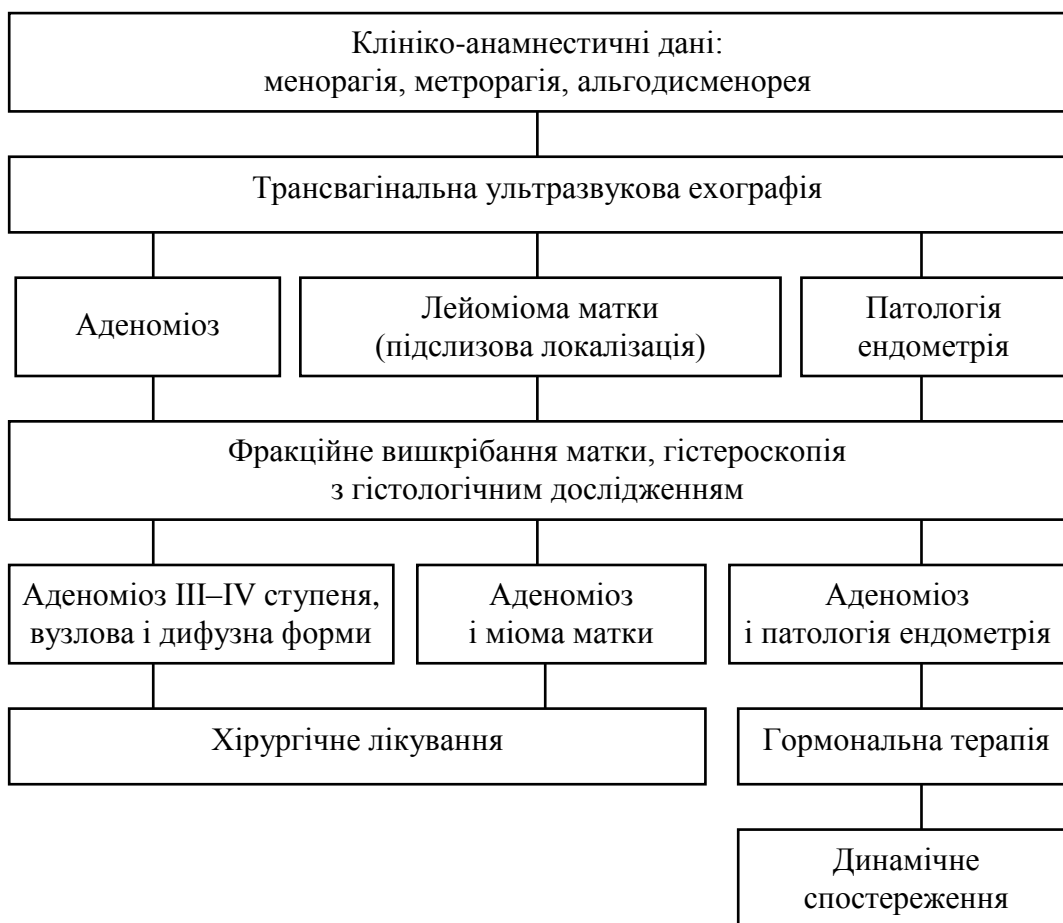 Клініко-анамнестичні дані:
менорагія, метрорагія, альгодисменорея
Трансвагінальна ультразвукова ехографія
Аденоміоз
Лейоміома матки
(підслизова локалізація)
Патологія
ендометрія
Фракційне вишкрібання матки, гістероскопія
з гістологічним дослідженням
Аденоміоз III–IV ступеня,
вузлова і дифузна форми
Аденоміоз
і міома матки
Аденоміоз
і патологія ендометрія
Хірургічне лікування
Гормональна терапія
Динамічне
спостереження